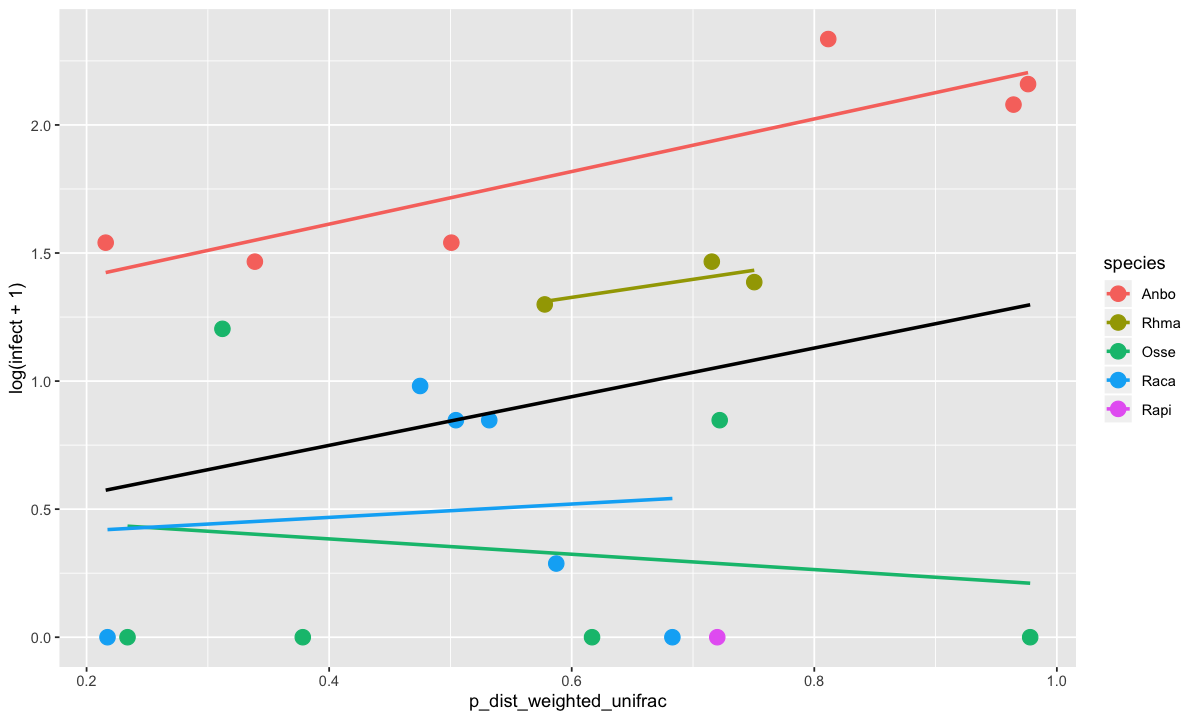 log(infect + 1)
2.0
1.5
1.0
0.5
0.0
0.2
0.4
0.6
0.8
1.0
p_dist_weighted_unifrac
species
Anbo
Rhma
Osse
Raca
Rapi